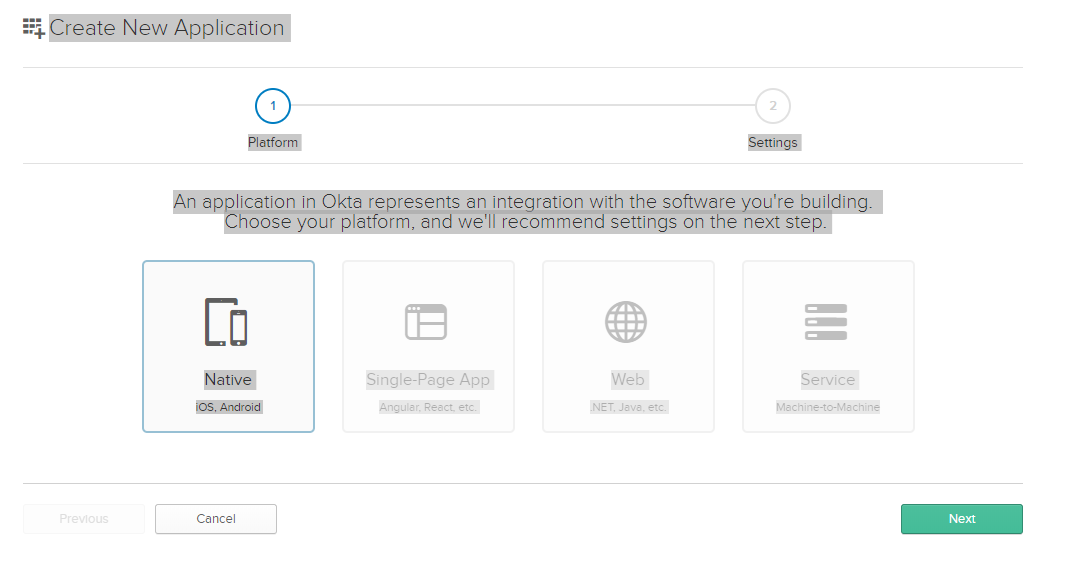 Create New Application
1
2
Platform
Settings
An application in Okta represents an integration with the software you're building.
Choose your platform, and we'll recommend settings on the next step.
Native
iOS, Android
Single-Page App
Angular, React, etc.
Web
.NET, Java, etc.
Service
Machine-to-Machine
Previous
Cancel
Next